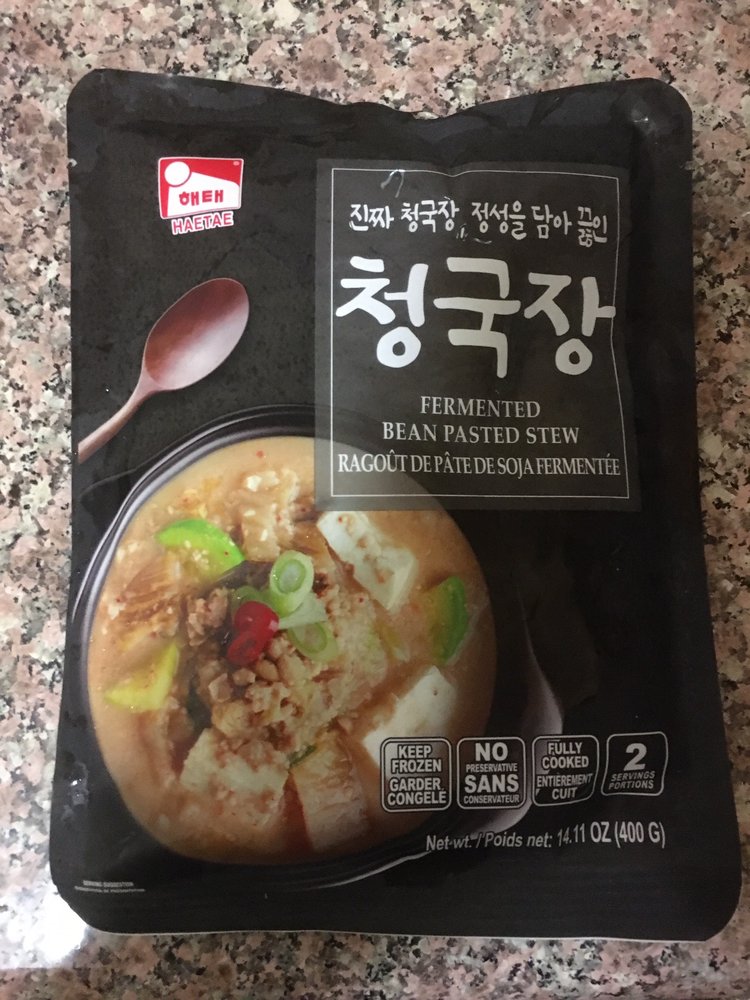 해태
HAETAE
진짜 청국장, 정성을 담아 끓인
청국장
FERMENTED
BEAN PASTED STEW
RAGOÛT DE PÂTE DE SOJA FERMENTÉE
KEEP
FROZEN
GARDER
CONGELÉ
NO
PRESERVATIVE
SANS
CONSERVATEUR
FULLY
COOKED
ENTIÈREMENT
CUIT
2
SERVINGS
PORTIONS
Net wt. / Poids net: 14.11 OZ (400 G)
SERVING SUGGESTION